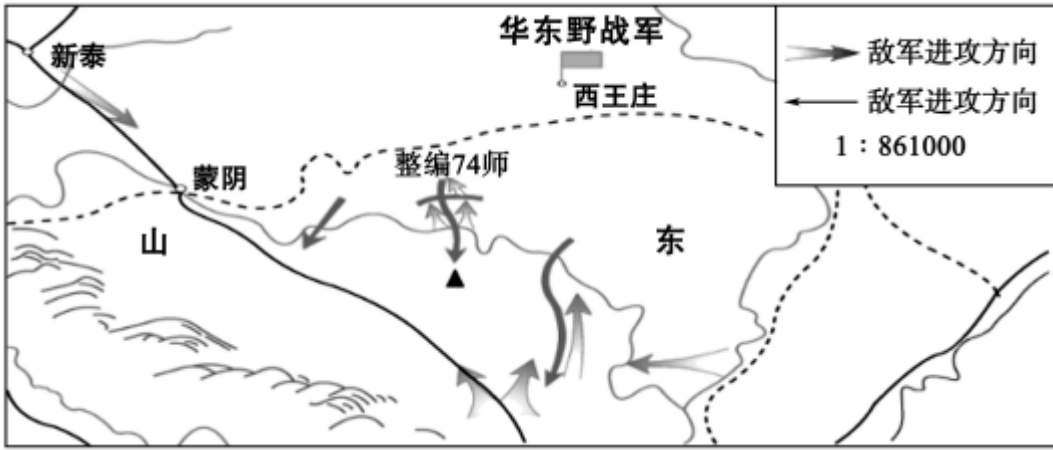 华东野战军
新泰
西王庄
敌军进攻方向
敌军进攻方向
1：861000
整编74师
蒙阴
山
东